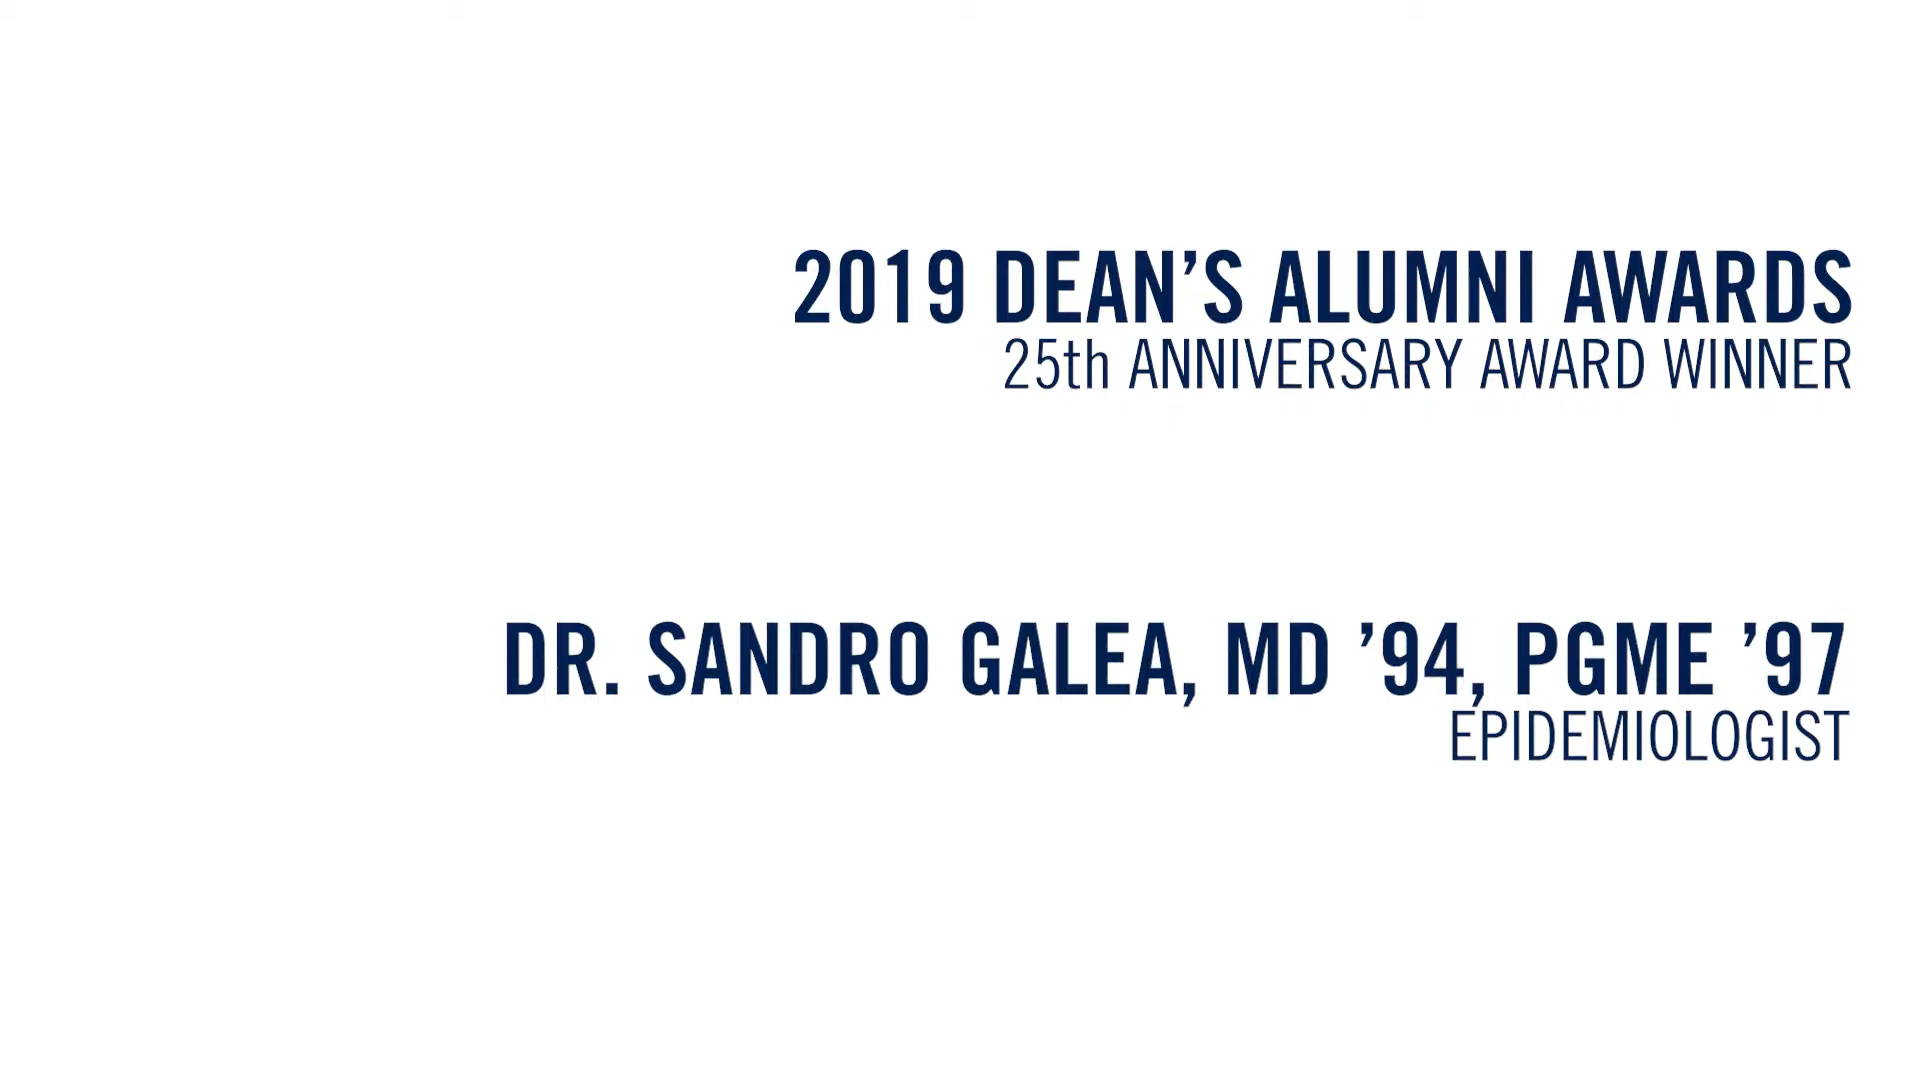 2019 DEAN’S ALUMNI AWARDS
25th ANNIVERSARY AWARD WINNER
DR. SANDRO GALEA, MD ’94, PGME ’97
EPIDEMIOLOGIST